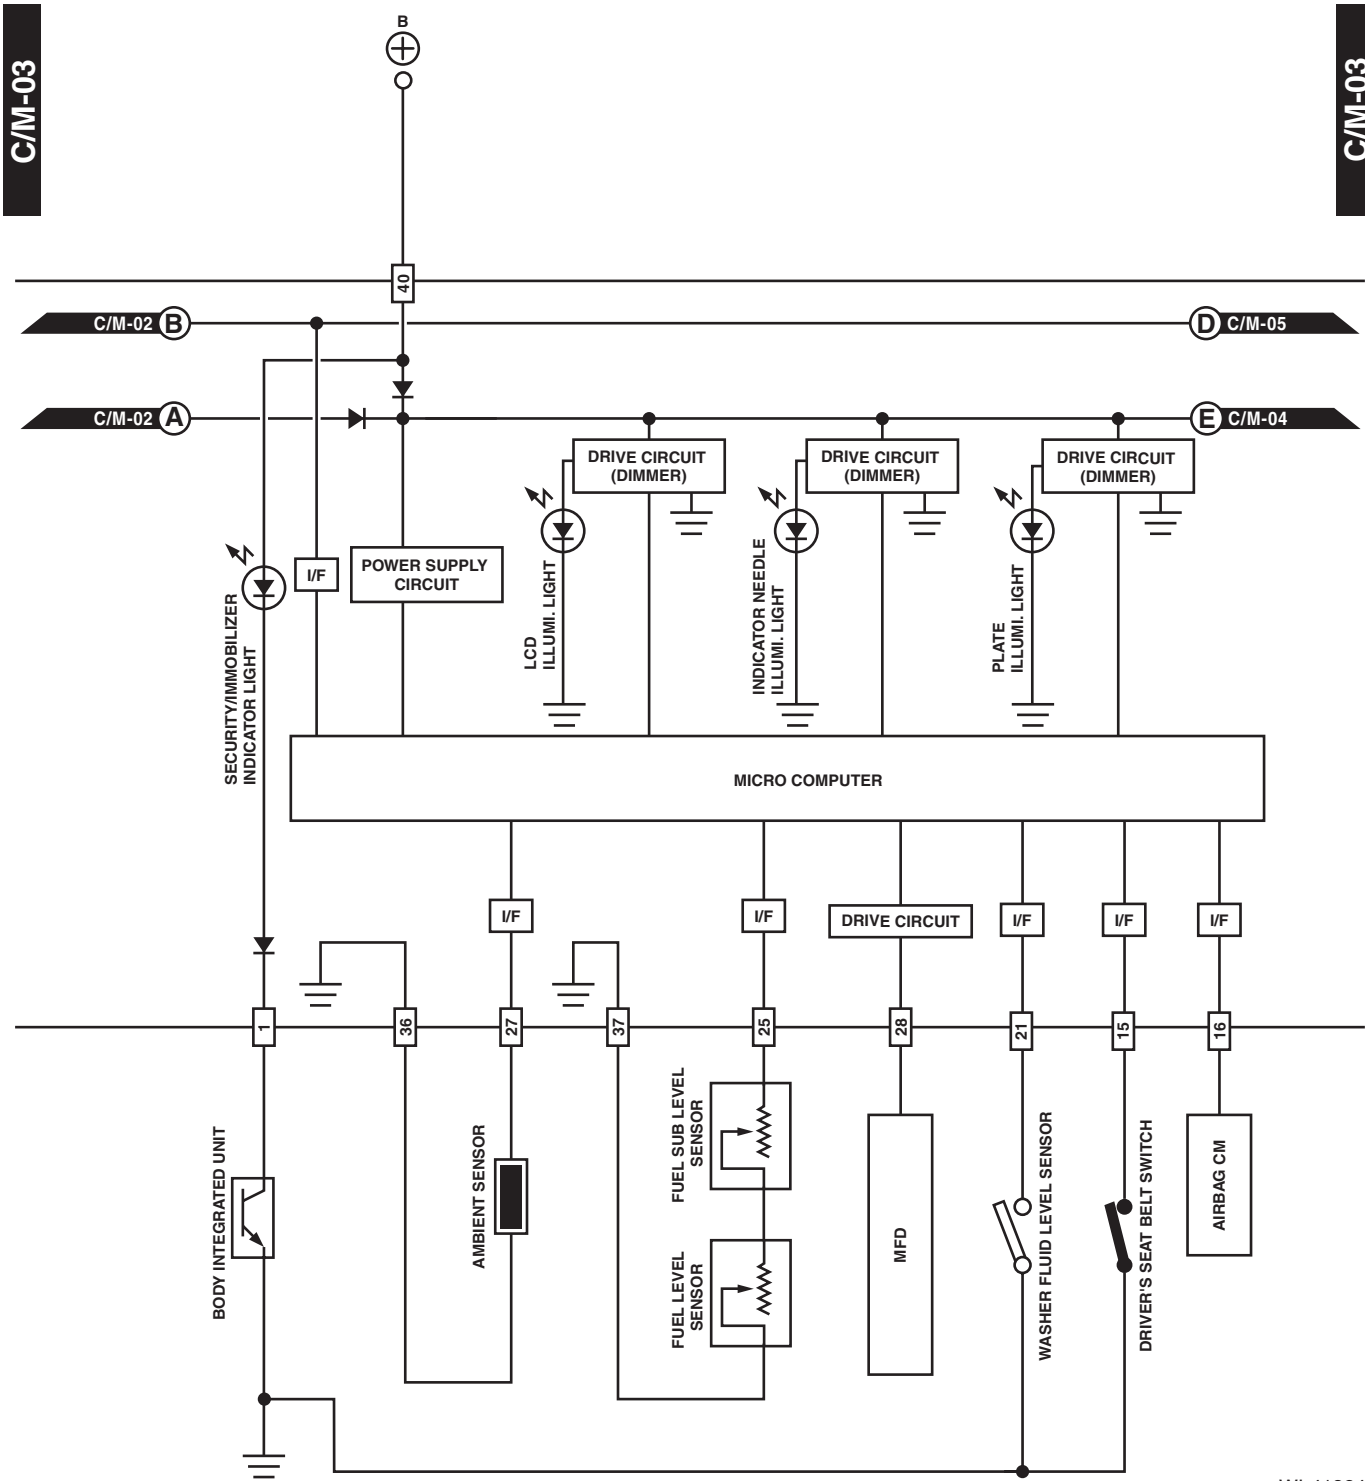 C/M-03
C/M-03
B
40
C/M-02 B
D C/M-05
C/M-02 A
E C/M-04
DRIVE CIRCUIT
(DIMMER)
DRIVE CIRCUIT
(DIMMER)
DRIVE CIRCUIT
(DIMMER)
SECURITY/IMMOBILIZER
INDICATOR LIGHT
I/F
POWER SUPPLY
CIRCUIT
LCD
ILLUMI. LIGHT
INDICATOR NEEDLE
ILLUMI. LIGHT
PLATE
ILLUMI. LIGHT
MICRO COMPUTER
I/F
I/F
DRIVE CIRCUIT
I/F
I/F
I/F
1
36
27
37
25
28
21
15
16
BODY INTEGRATED UNIT
AMBIENT SENSOR
FUEL SUB LEVEL
SENSOR
FUEL LEVEL
SENSOR
MFD
WASHER FLUID LEVEL SENSOR
DRIVER'S SEAT BELT SWITCH
AIRBAG CM